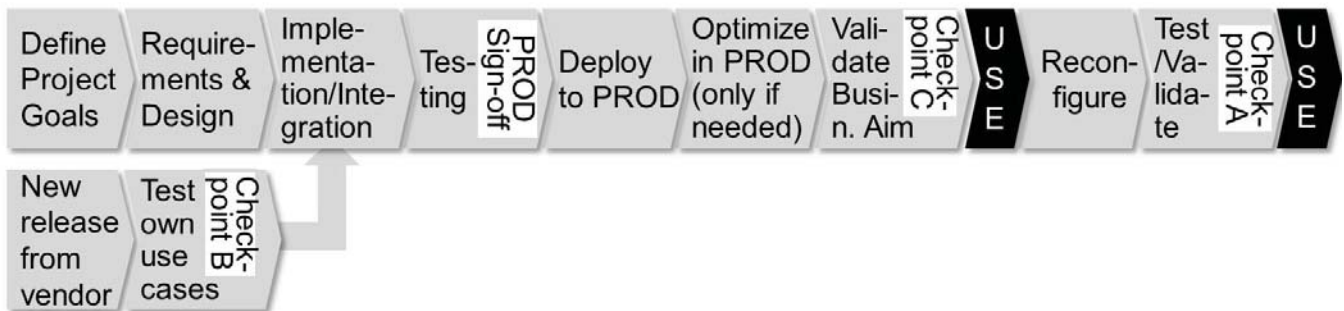 Define
Project
Goals
Require-
ments &
Design
Imple-
menta-
tion/Inte-
gration
Tes-
ting
PROD
Sign-off
Deploy
to PROD
Optimize
in PROD
(only if
needed)
Vali-
date
Busi-
n. Aim
Check-
point C
USE
Recon-
figure
Test
/Va-
lida-
te
Check-
point A
USE
New
release
from
vendor
Test
own
use
cases
Check-
point B